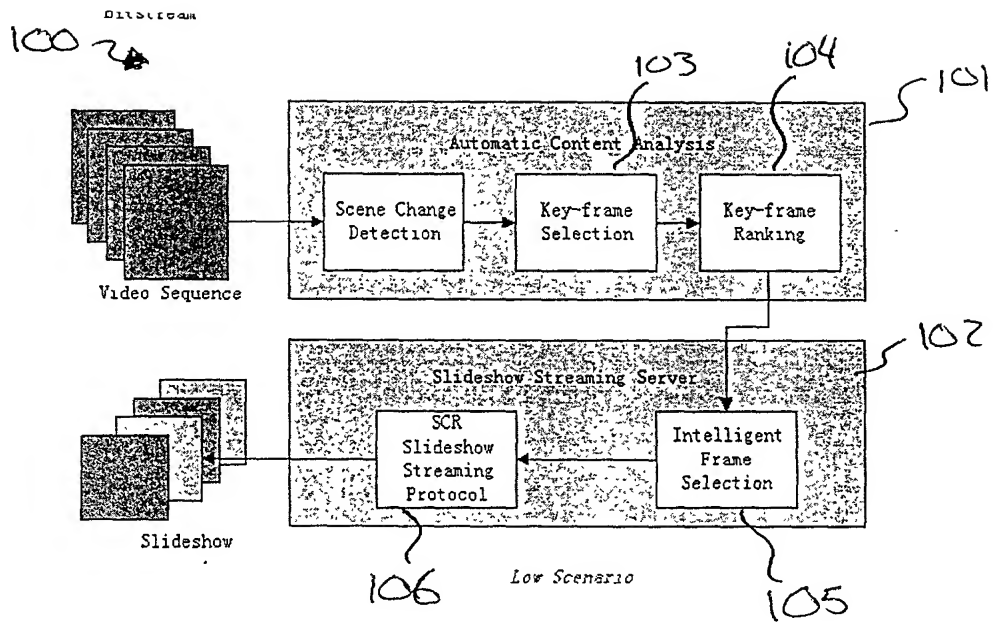 Bitstream
100
103
104
101
Automatic Content Analysis
Scene Change
Detection
Key-frame
Selection
Key-frame
Ranking
Video Sequence
102
Slideshow Streaming Server
SCR
Slideshow
Streaming
Protocol
Intelligent
Frame
Selection
Slideshow
106
Low Scenario
105